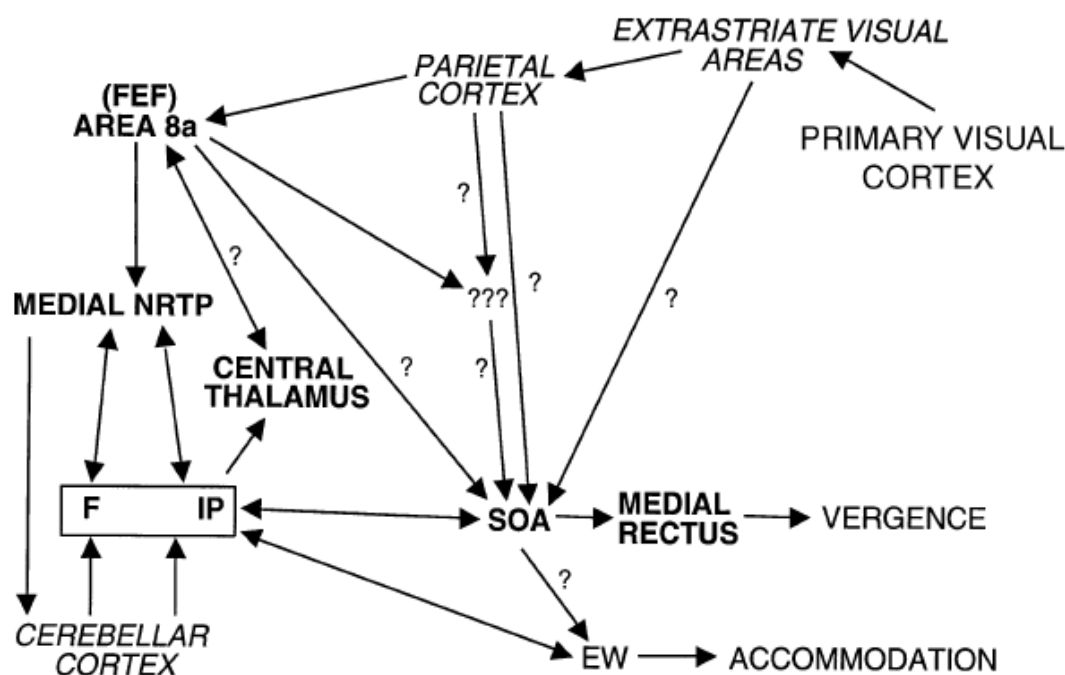 EXTRASTRIATE VISUAL
AREAS
PARIETAL
CORTEX
(FEF)
AREA 8a
PRIMARY VISUAL
CORTEX
?
?
?
?
MEDIAL NRTP
???
CENTRAL
THALAMUS
?
?
F
IP
SOA
MEDIAL
RECTUS
VERGENCE
?
CEREBELLAR
CORTEX
EW
ACCOMMODATION